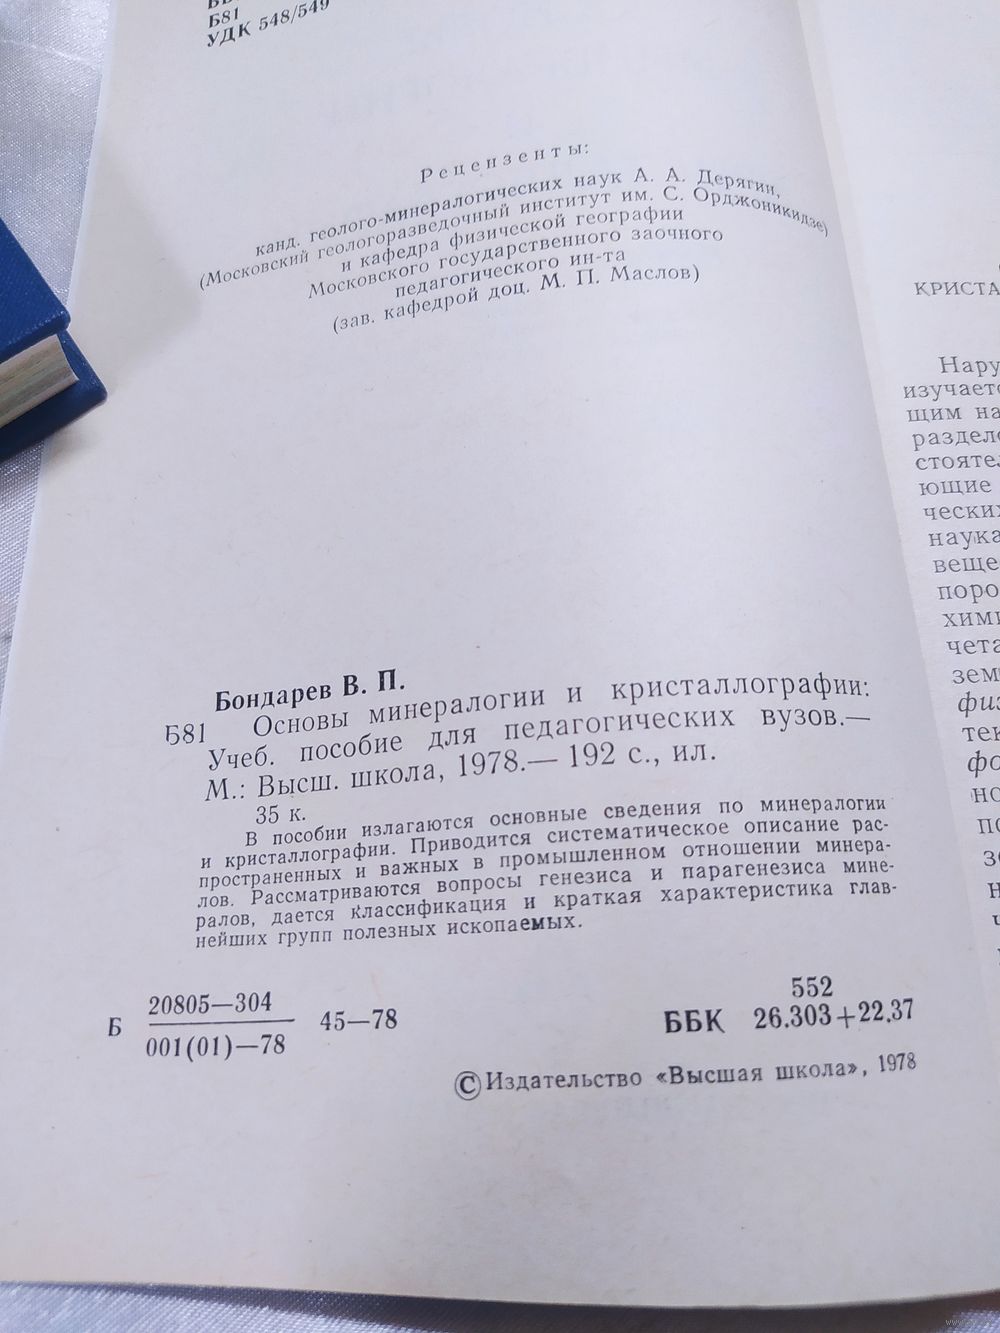 Б81
УДК 548/549
Рецензенты:
канд. геолого-минералогических наук А. А. Дерягин,
(Московский геологоразведочный институт им. С. Орджоникидзе)
и кафедра физической географии
Московского государственного заочного
педагогического ин-та
(зав. кафедрой доц. М. П. Маслов)
Бондарев В. П.
Б81 Основы минералогии и кристаллографии:
Учеб. пособие для педагогических вузов.—
М.: Высш. школа, 1978.— 192 с., ил.
35 к.
В пособии излагаются основные сведения по минералогии
и кристаллографии. Приводится систематическое описание рас-
пространенных и важных в промышленном отношении минера-
лов. Рассматриваются вопросы генезиса и парагенезиса мине-
ралов, дается классификация и краткая характеристика глав-
нейших групп полезных ископаемых.
Б 20805—304 45—78
001(01)—78
552
ББК 26.303+22.37
© Издательство «Высшая школа», 1978
КРИСТА
Нару
изучаетс
щим на
раздело
стоятел
ющие
ческих
наука
веще
поро
хими
чета
зем
физ
тек
фо
но
по